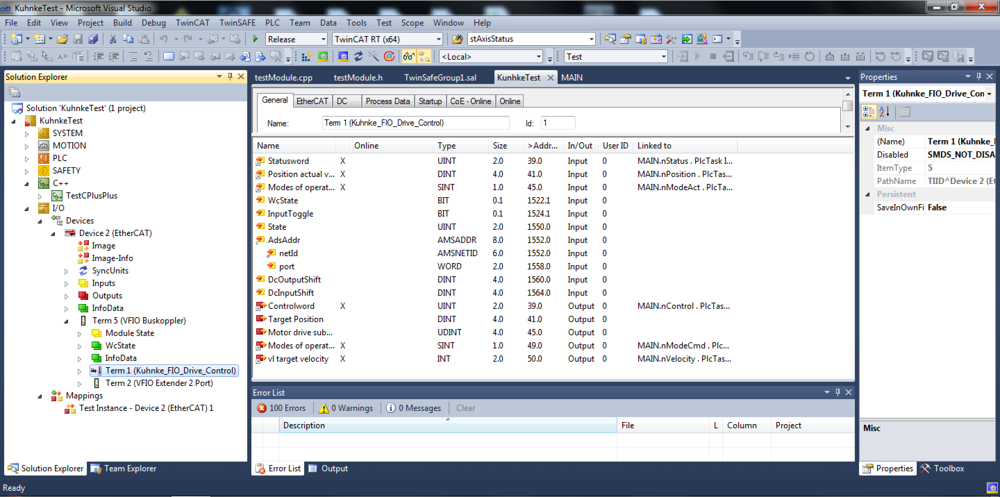 KuhnkeTest - Microsoft Visual Studio
File Edit View Project Build Debug TwinCAT TwinSAFE PLC Team Data Tools Test Scope Window Help
Release TwinCAT RT (x64) stAxisStatus
<Local> Test
Solution Explorer
Solution 'KuhnkeTest' (1 project)
KuhnkeTest
SYSTEM
MOTION
PLC
SAFETY
C++
TestCPlusPlus
I/O
Devices
Device 2 (EtherCAT)
Image
Image-Info
SyncUnits
Inputs
Outputs
InfoData
Term 5 (VFIO Buskoppler)
Module State
WcState
InfoData
Term 1 (Kuhnke_FIO_Drive_Control)
Term 2 (VFIO Extender 2 Port)
Mappings
Test Instance - Device 2 (EtherCAT) 1
Solution Explorer Team Explorer
testModule.cpp testModule.h TwinSafeGroup1.sal KunhkeTest MAIN
General EtherCAT DC Process Data Startup CoE - Online Online
Name: Term 1 (Kuhnke_FIO_Drive_Control) Id: 1
Name Online Type Size >Addr... In/Out User ID Linked to
Statusword X UINT 2.0 39.0 Input 0 MAIN.nStatus . PlcTask I...
Position actual v... X DINT 4.0 41.0 Input 0 MAIN.nPosition . PlcTas...
Modes of operat... X SINT 1.0 45.0 Input 0 MAIN.nModeAct . PlcTa...
WcState BIT 0.1 1522.1 Input 0
InputToggle BIT 0.1 1524.1 Input 0
State UINT 2.0 1550.0 Input 0
AdsAddr AMSADDR 8.0 1552.0 Input 0
netId AMSNETID 6.0 1552.0 Input 0
port WORD 2.0 1558.0 Input 0
DcOutputShift DINT 4.0 1560.0 Input 0
DcInputShift DINT 4.0 1564.0 Input 0
Controlword X UINT 2.0 39.0 Output 0 MAIN.nControl . PlcTas...
Target Position DINT 4.0 41.0 Output 0
Motor drive sub... UDINT 4.0 45.0 Output 0
Modes of operat... X SINT 1.0 49.0 Output 0 MAIN.nModeCmd . Plc...
vl target velocity X INT 2.0 50.0 Output 0 MAIN.nVelocity . PlcTas...
Error List
100 Errors 0 Warnings 0 Messages Clear
Description File L Column Project
Error List Output
Properties
Term 1 (Kuhnke_FIO_Drive_Con
Misc
(Name) Term 1 (Kuhnke_
Disabled SMDS_NOT_DISA
ItemType 5
PathName TIID^Device 2 (Et
Persistent
SaveInOwnFi False
Misc
Properties Toolbox
Ready